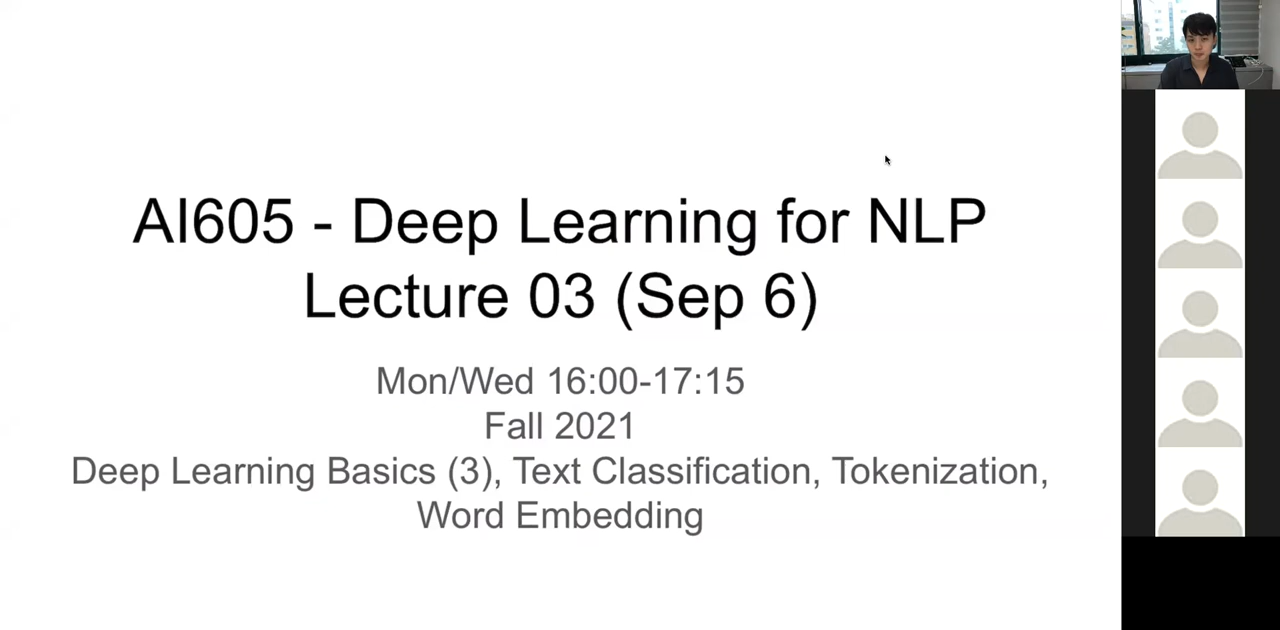 AI605 - Deep Learning for NLP
Lecture 03 (Sep 6)
Mon/Wed 16:00-17:15
Fall 2021
Deep Learning Basics (3), Text Classification, Tokenization,
Word Embedding